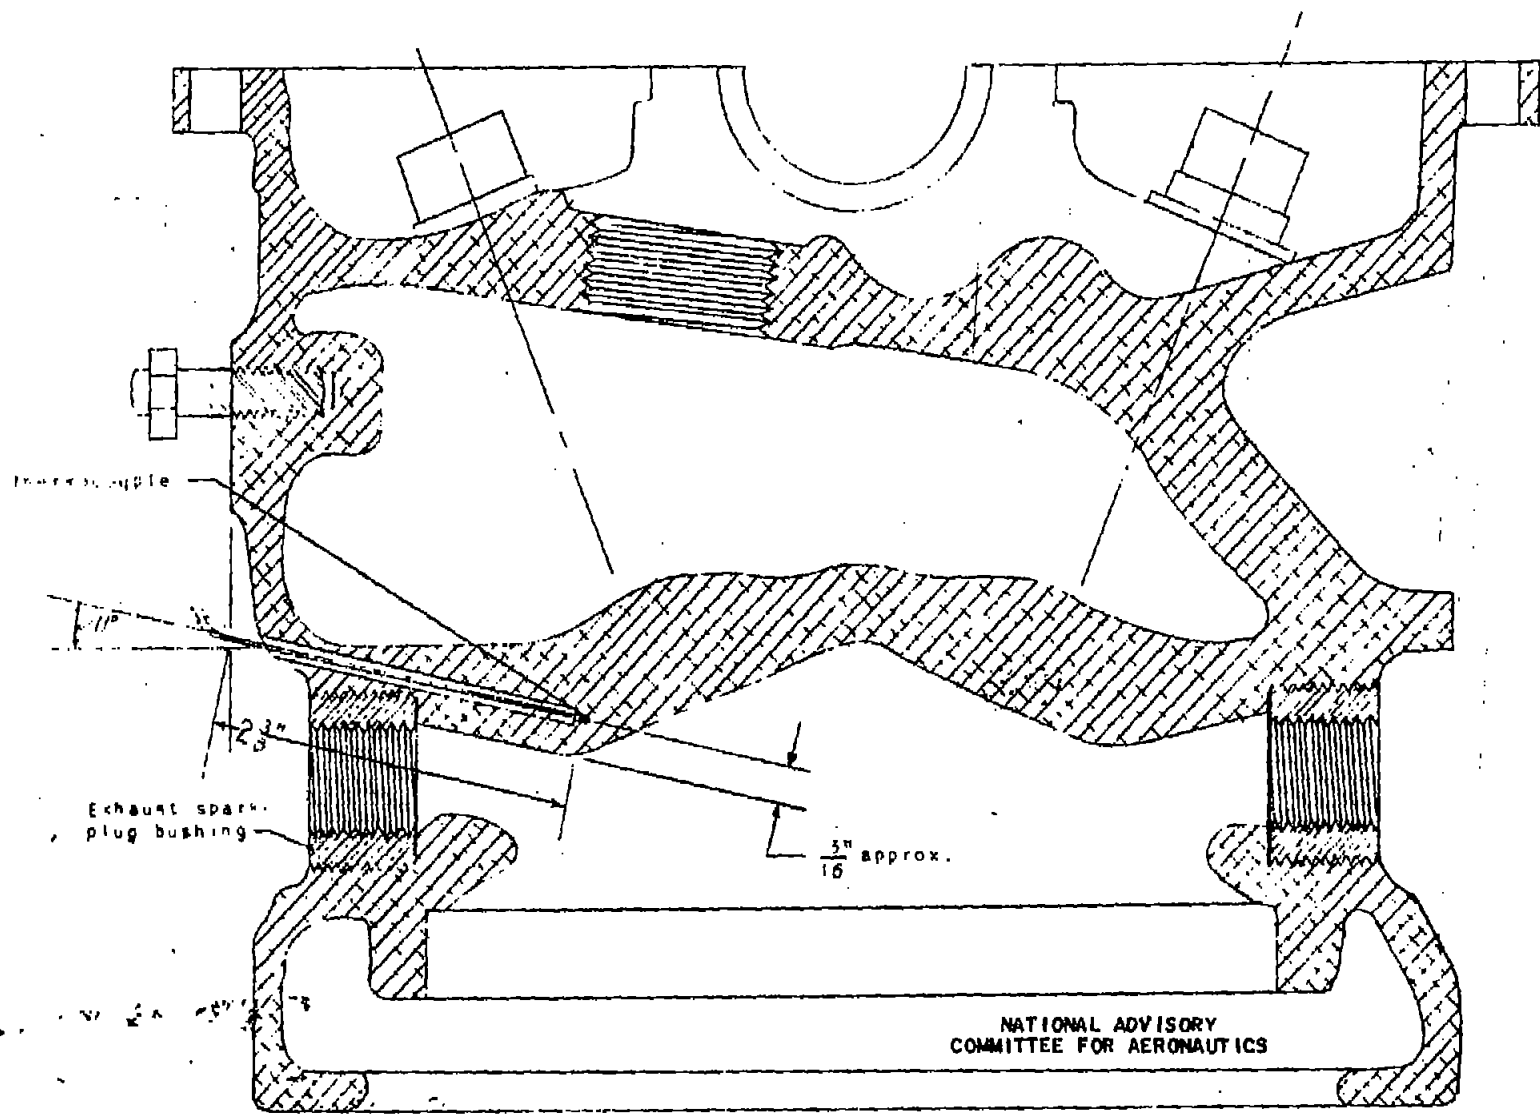 11°
2 3/8"
Exhaust spark-
plug bushing
3/16" approx.
NATIONAL ADVISORY
COMMITTEE FOR AERONAUTICS